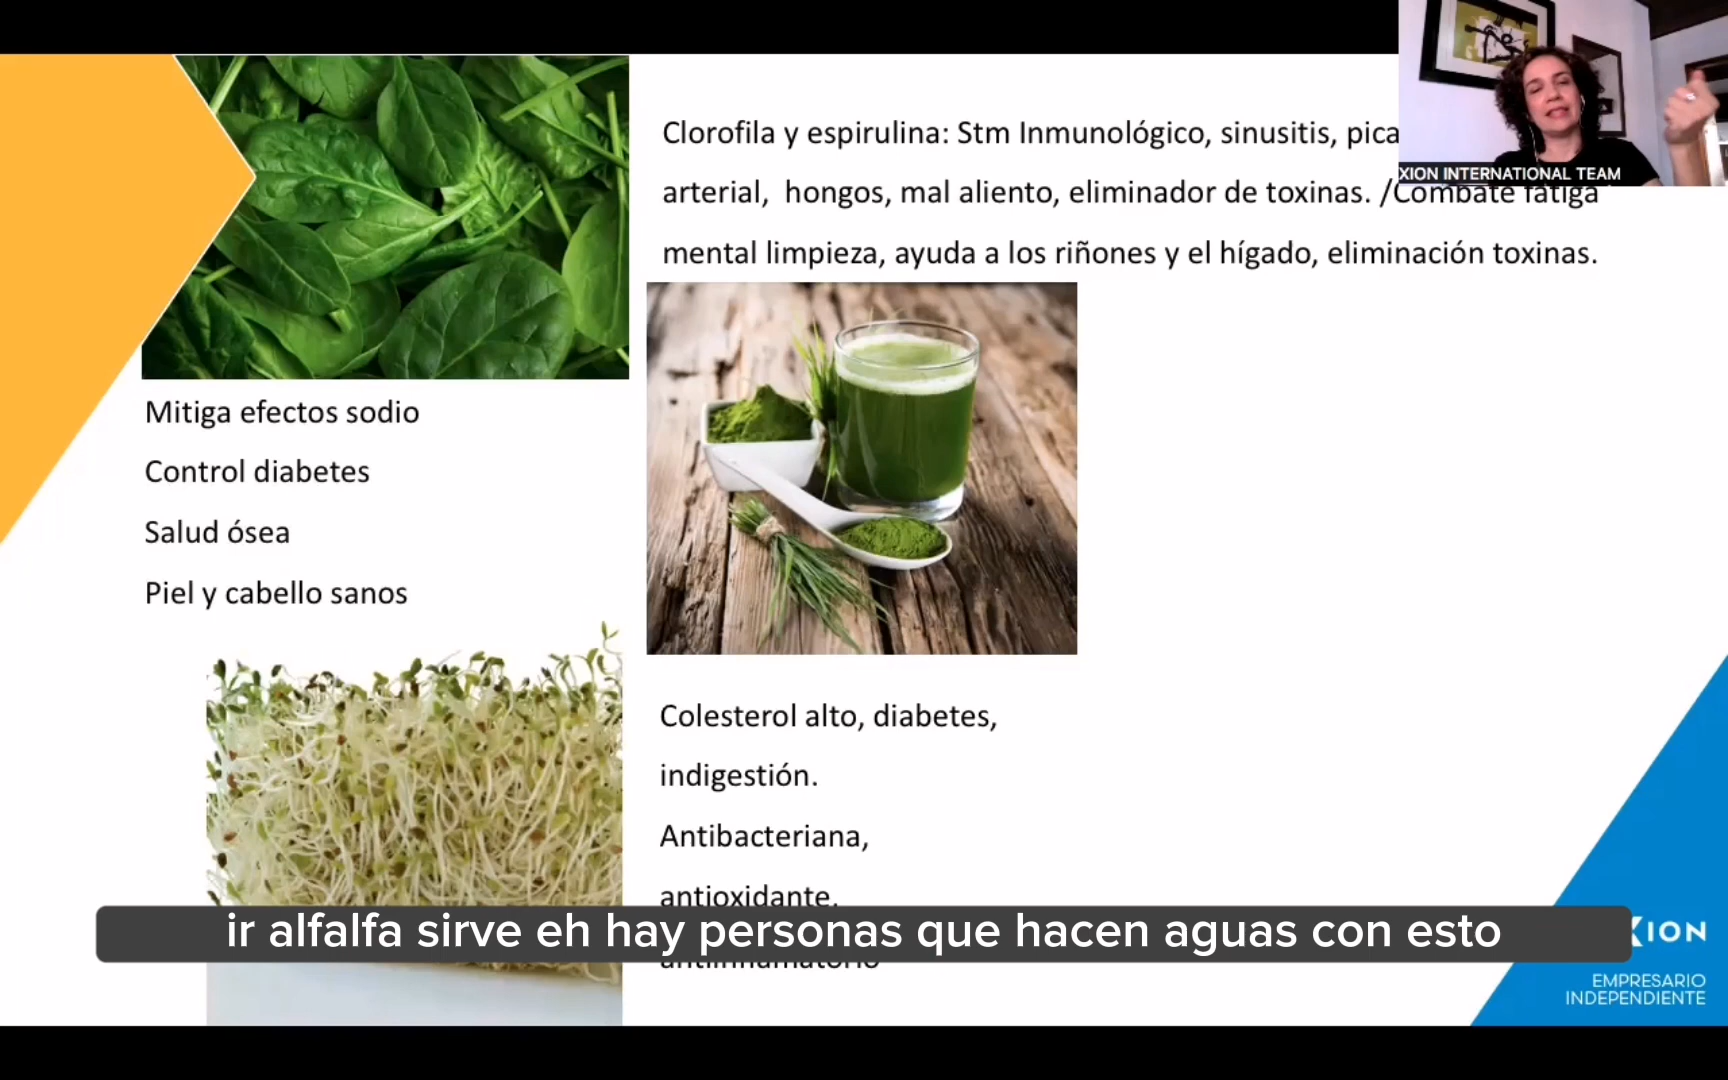 Clorofila y espirulina: Stm Inmunológico, sinusitis, pica
XION INTERNATIONAL TEAM
arterial, hongos, mal aliento, eliminador de toxinas. /Combate fatiga
mental limpieza, ayuda a los riñones y el hígado, eliminación toxinas.
Mitiga efectos sodio
Control diabetes
Salud ósea
Piel y cabello sanos
Colesterol alto, diabetes,
indigestión.
Antibacteriana,
antioxidante,
antiinflamatorio
ir alfalfa sirve eh hay personas que hacen aguas con esto
XION
EMPRESARIO
INDEPENDIENTE